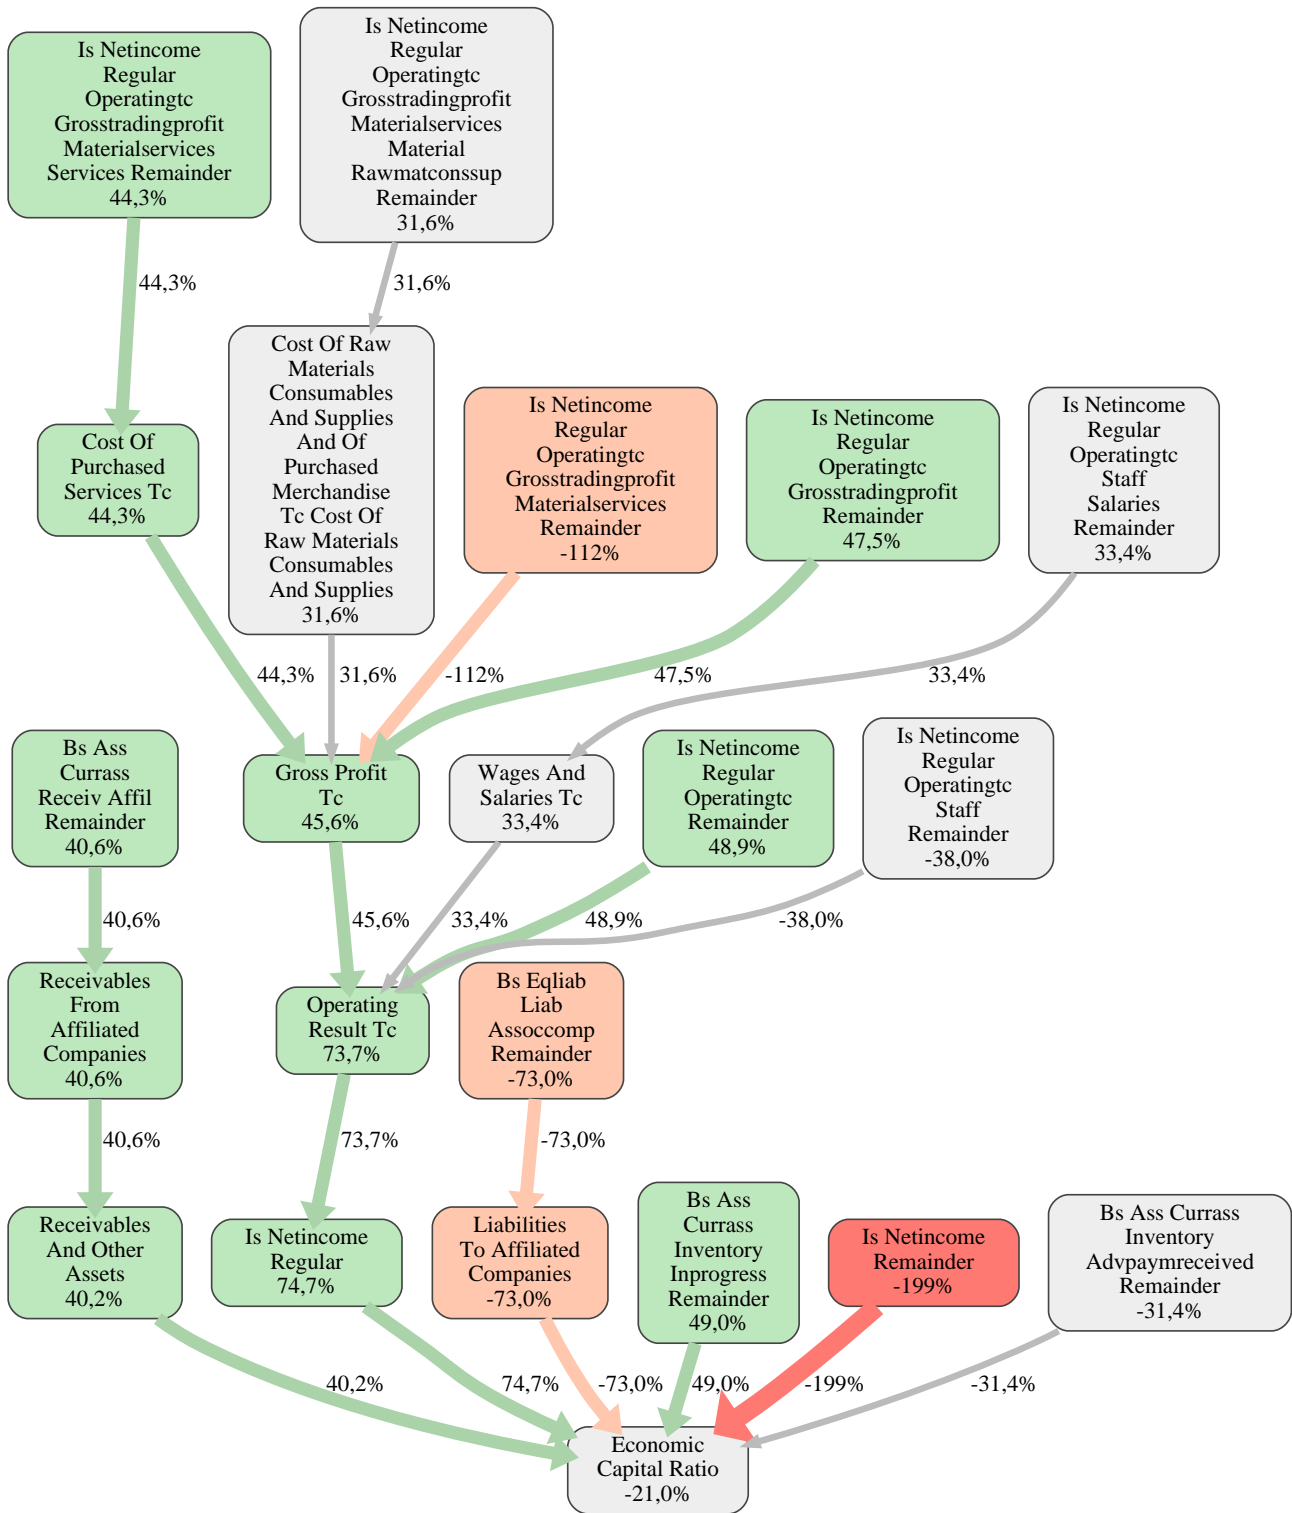 Is Netincome
Regular
Operatingtc
Grosstradingprofit
Materialservices
Services Remainder
44,3%
Is Netincome
Regular
Operatingtc
Grosstradingprofit
Materialservices
Material
Rawmatconssup
Remainder
31,6%
44,3%
31,6%
Cost Of
Purchased
Services Tc
44,3%
Cost Of Raw
Materials
Consumables
And Supplies
And Of
Purchased
Merchandise
Tc Cost Of
Raw Materials
Consumables
And Supplies
31,6%
Is Netincome
Regular
Operatingtc
Grosstradingprofit
Materialservices
Remainder
-112%
Is Netincome
Regular
Operatingtc
Grosstradingprofit
Remainder
47,5%
Is Netincome
Regular
Operatingtc
Staff
Salaries
Remainder
33,4%
44,3%
31,6%
-112%
47,5%
33,4%
Bs Ass
Currass
Receiv Affil
Remainder
40,6%
Gross Profit
Tc
45,6%
Wages And
Salaries Tc
33,4%
Is Netincome
Regular
Operatingtc
Remainder
48,9%
Is Netincome
Regular
Operatingtc
Staff
Remainder
-38,0%
40,6%
45,6%
33,4%
48,9%
-38,0%
Receivables
From
Affiliated
Companies
40,6%
Operating
Result Tc
73,7%
Bs Eqliab
Liab
Assoccomp
Remainder
-73,0%
40,6%
73,7%
-73,0%
Receivables
And Other
Assets
40,2%
Is Netincome
Regular
74,7%
Liabilities
To Affiliated
Companies
-73,0%
Bs Ass
Currass
Inventory
Inprogress
Remainder
49,0%
Is Netincome
Remainder
-199%
Bs Ass Currass
Inventory
Advpaymreceived
Remainder
-31,4%
40,2%
74,7%
-73,0%
49,0%
-199%
-31,4%
Economic
Capital Ratio
-21,0%